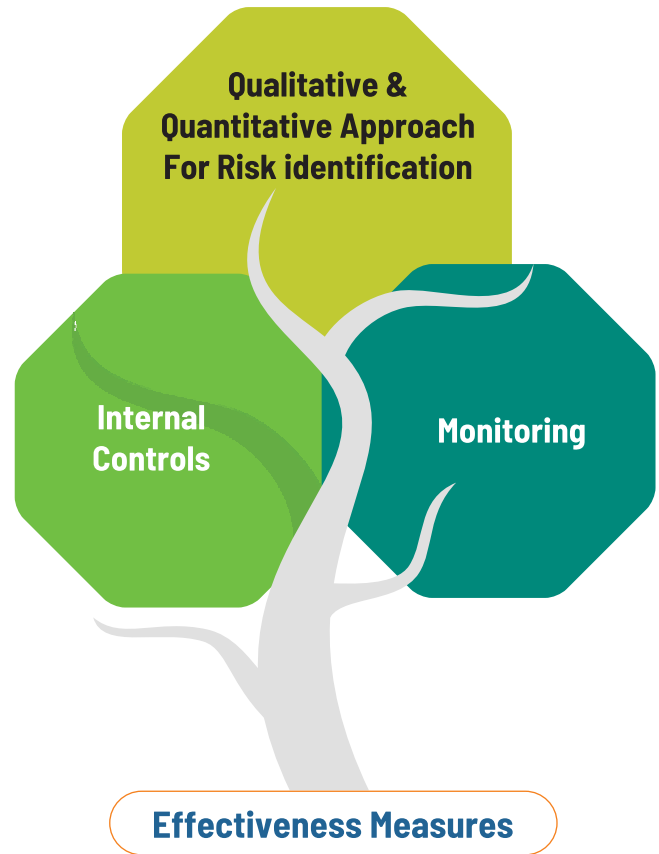 Qualitative &
Quantitative Approach
For Risk identification
Internal
Controls
Monitoring
Effectiveness Measures